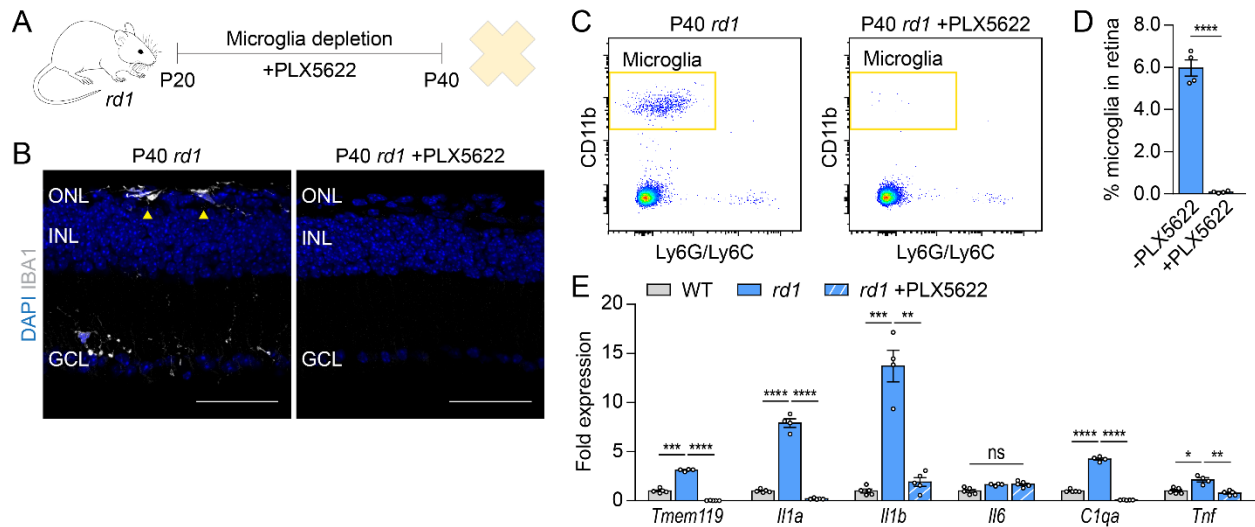 A
Microglia depletion
+PLX5622
P20
P40
rd1
B
P40 rd1
P40 rd1 +PLX5622
DAPI IBA1
ONL
INL
GCL
ONL
INL
GCL
C
P40 rd1
P40 rd1 +PLX5622
Microglia
Microglia
CD11b
CD11b
Ly6G/Ly6C
Ly6G/Ly6C
D
% microglia in retina
8.0
6.0
4.0
2.0
0.0
****
-PLX5622
+PLX5622
E
WT rd1 rd1 +PLX5622
Fold expression
20
15
10
5
0
*** ****
**** ****
*** **
ns
**** ****
* **
Tmem119 Il1a Il1b Il6 C1qa Tnf